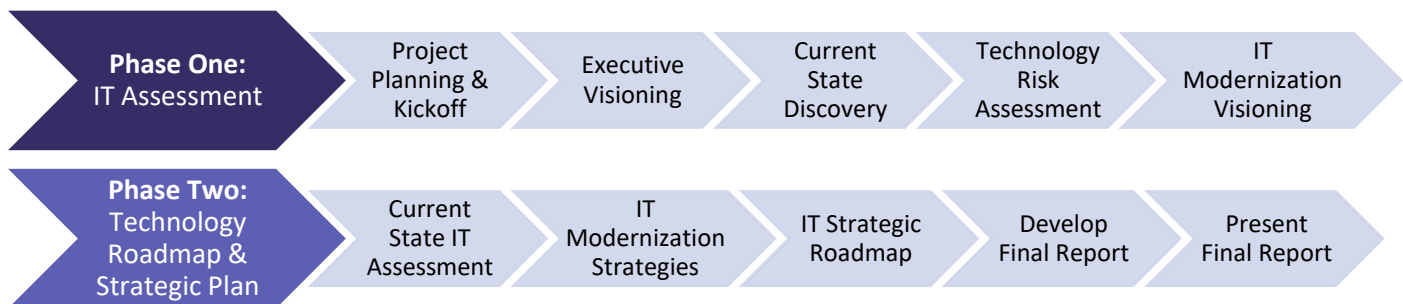 Phase One:
IT Assessment
Project
Planning &
Kickoff
Executive
Visioning
Current
State
Discovery
Technology
Risk
Assessment
IT
Modernization
Visioning
Phase Two:
Technology
Roadmap &
Strategic Plan
Current
State IT
Assessment
IT
Modernization
Strategies
IT Strategic
Roadmap
Develop
Final Report
Present
Final Report